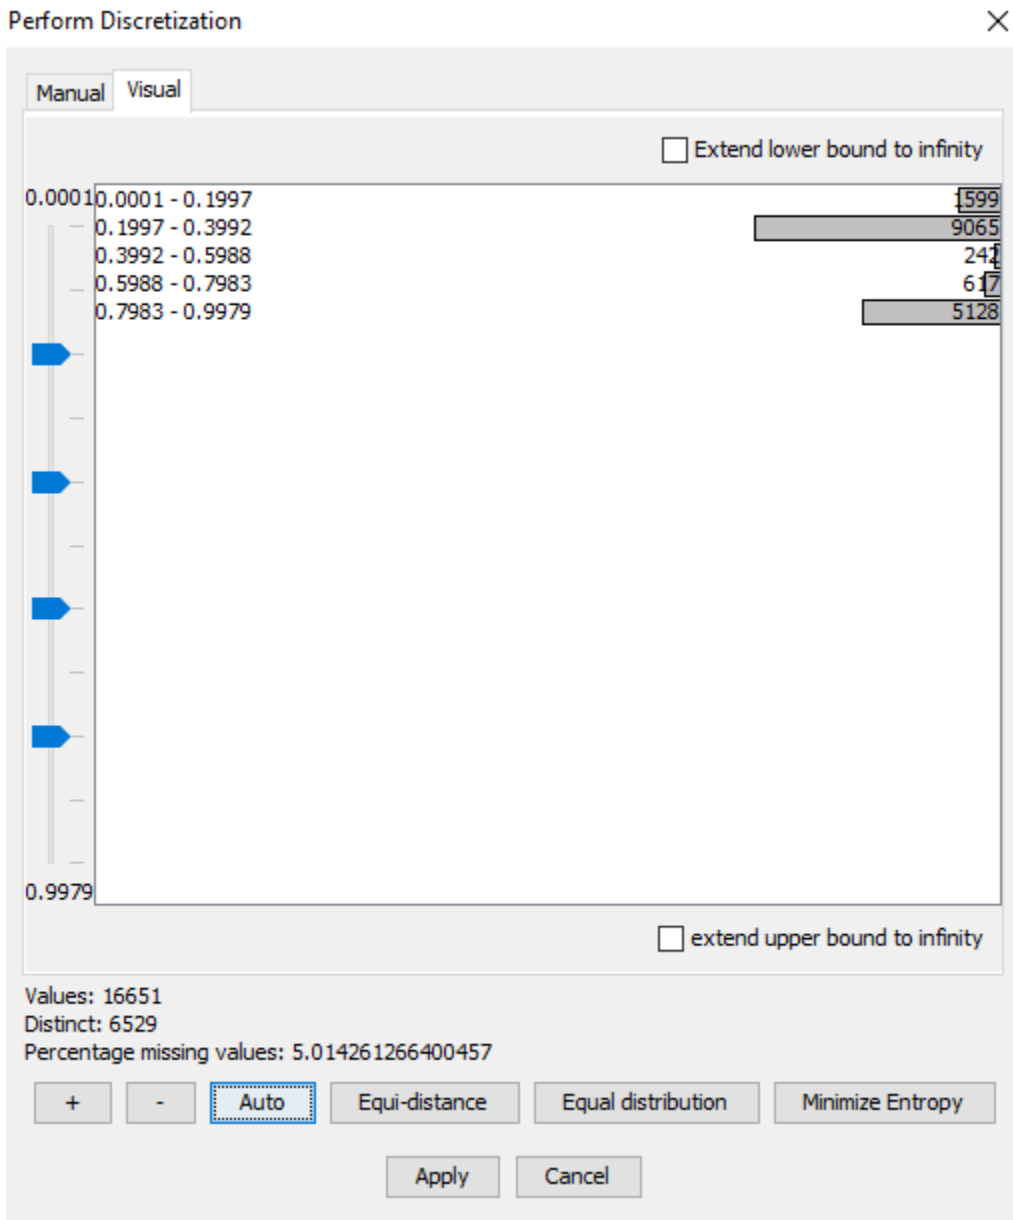 Perform Discretization
Manual Visual
Extend lower bound to infinity
0.0001 0.0001 - 0.1997 1599
0.1997 - 0.3992 9065
0.3992 - 0.5988 242
0.5988 - 0.7983 617
0.7983 - 0.9979 5128
0.9979
extend upper bound to infinity
Values: 16651
Distinct: 6529
Percentage missing values: 5.014261266400457
+ - Auto Equi-distance Equal distribution Minimize Entropy
Apply Cancel